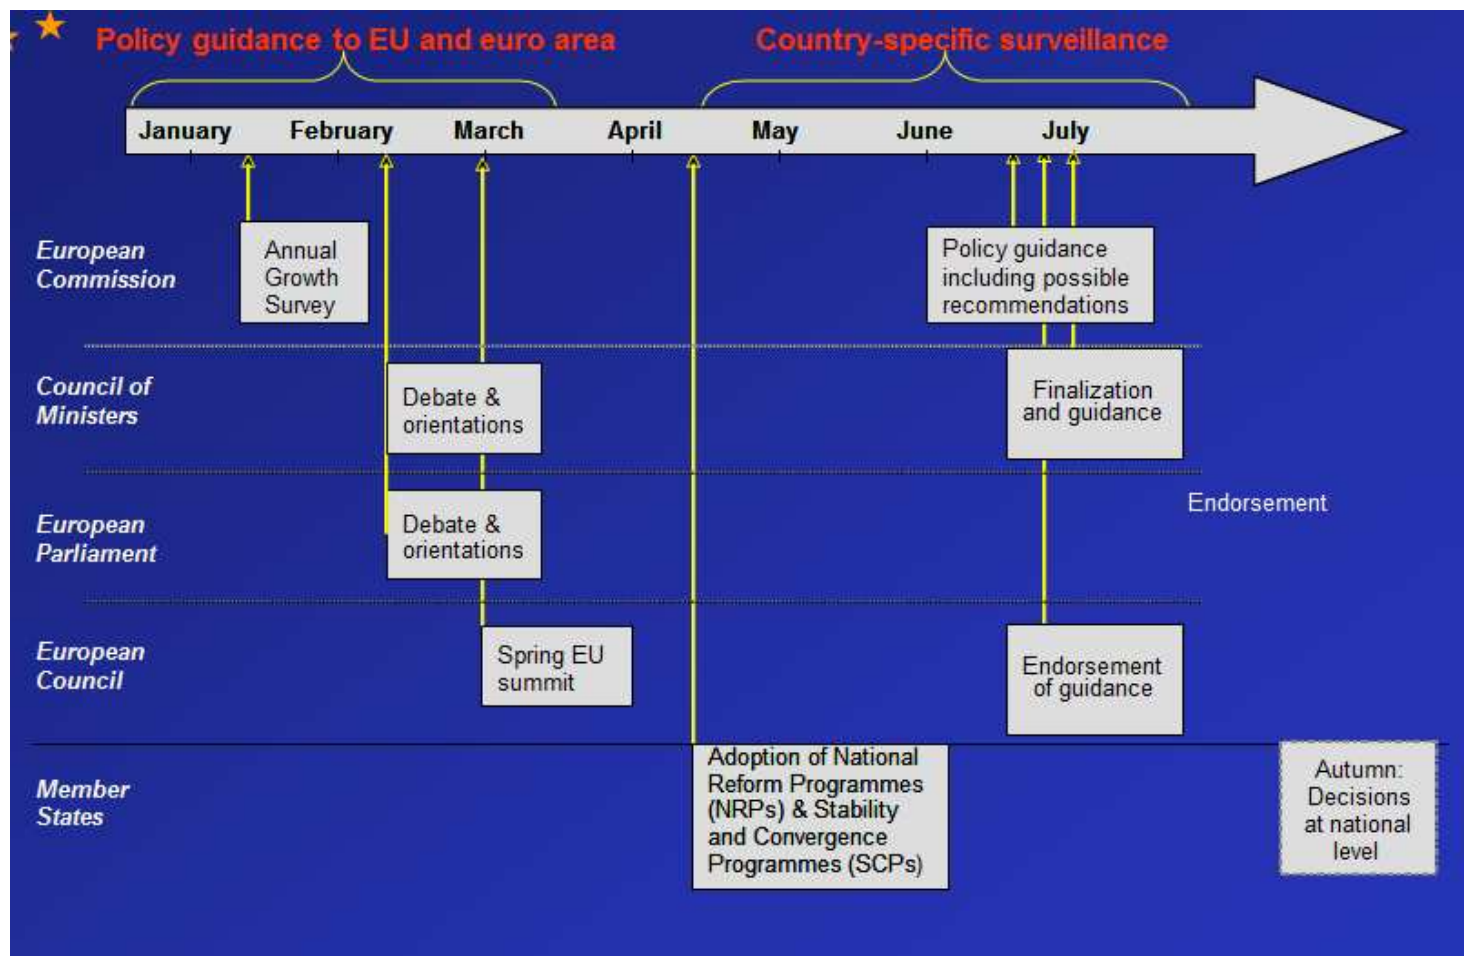 Policy guidance to EU and euro area
Country-specific surveillance
January February March April May June July
European
Commission
Annual
Growth
Survey
Policy guidance
including possible
recommendations
Council of
Ministers
Debate &
orientations
Finalization
and guidance
European
Parliament
Debate &
orientations
Endorsement
European
Council
Spring EU
summit
Endorsement
of guidance
Member
States
Adoption of National
Reform Programmes
(NRPs) & Stability
and Convergence
Programmes (SCPs)
Autumn:
Decisions
at national
level